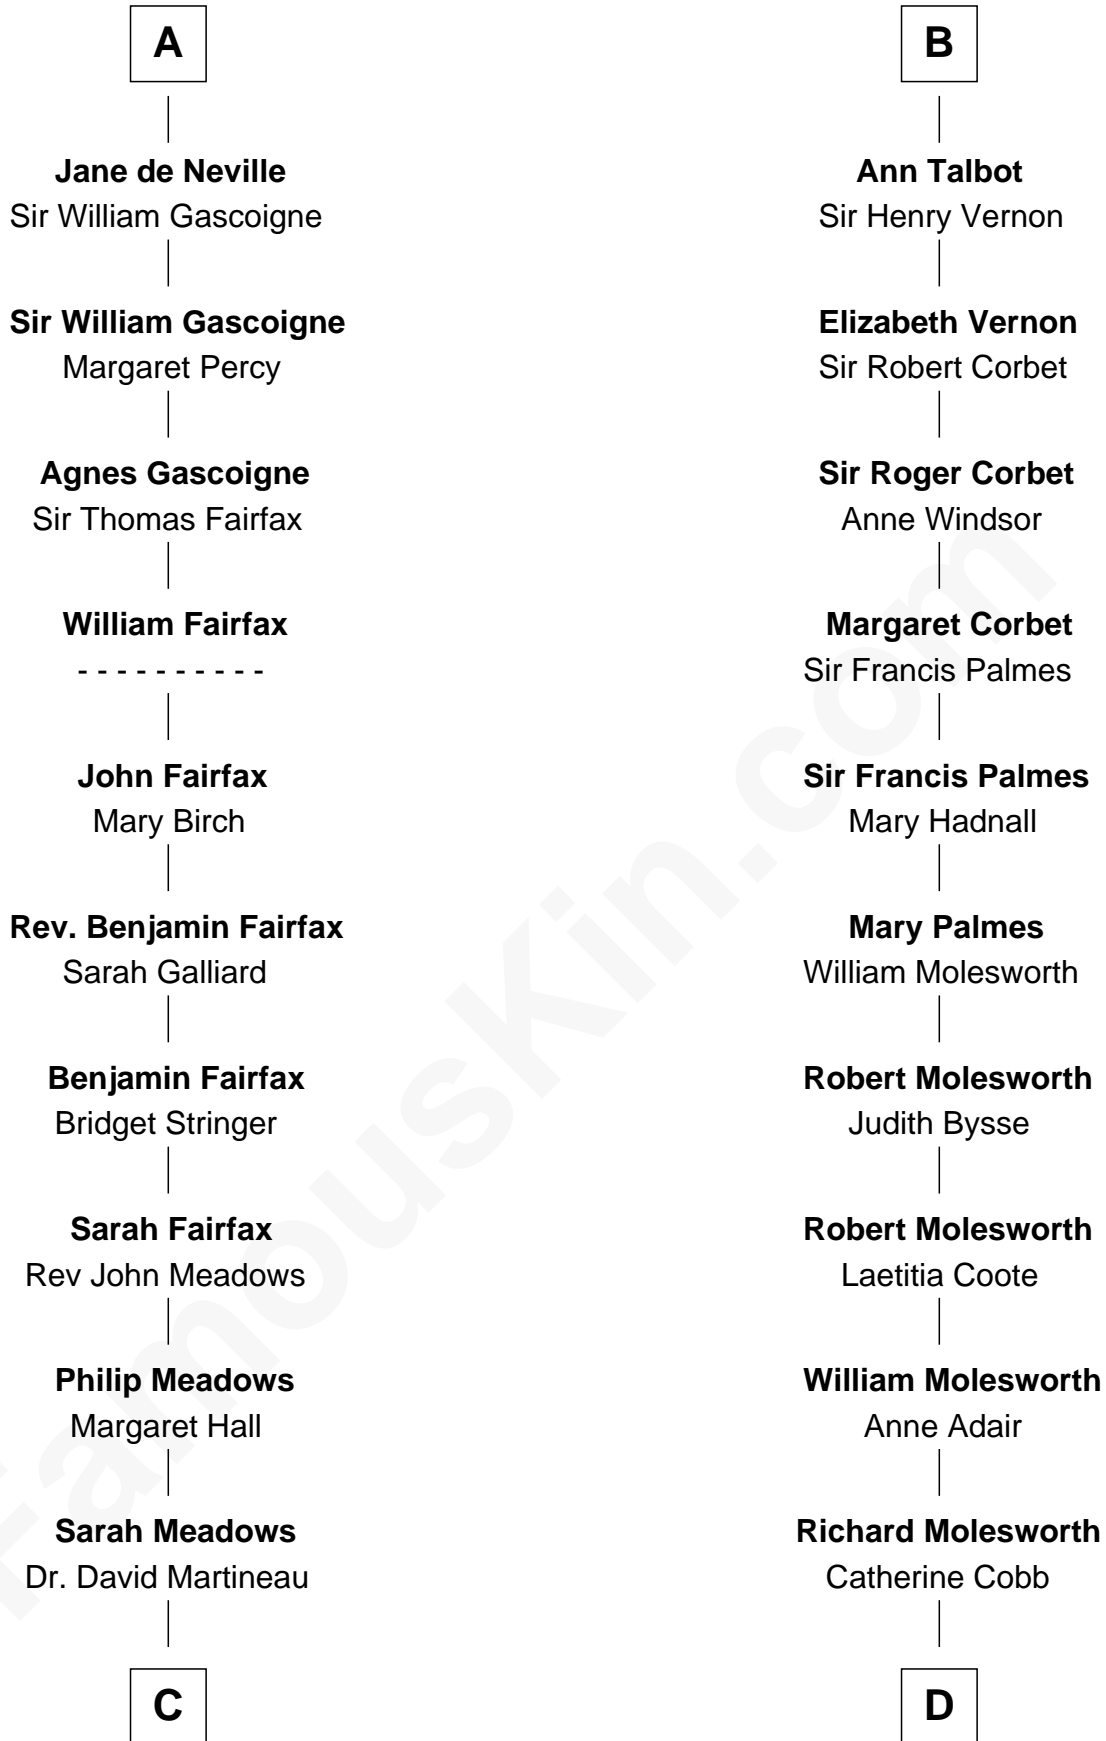 A
Jane de Neville
Sir William Gascoigne
Sir William Gascoigne
Margaret Percy
Agnes Gascoigne
Sir Thomas Fairfax
William Fairfax
- - - - - - - - - -
John Fairfax
Mary Birch
Rev. Benjamin Fairfax
Sarah Galliard
Benjamin Fairfax
Bridget Stringer
Sarah Fairfax
Rev John Meadows
Philip Meadows
Margaret Hall
Sarah Meadows
Dr. David Martineau
C
B
Ann Talbot
Sir Henry Vernon
Elizabeth Vernon
Sir Robert Corbet
Sir Roger Corbet
Anne Windsor
Margaret Corbet
Sir Francis Palmes
Sir Francis Palmes
Mary Hadnall
Mary Palmes
William Molesworth
Robert Molesworth
Judith Bysse
Robert Molesworth
Laetitia Coote
William Molesworth
Anne Adair
Richard Molesworth
Catherine Cobb
D
FamousKin.com